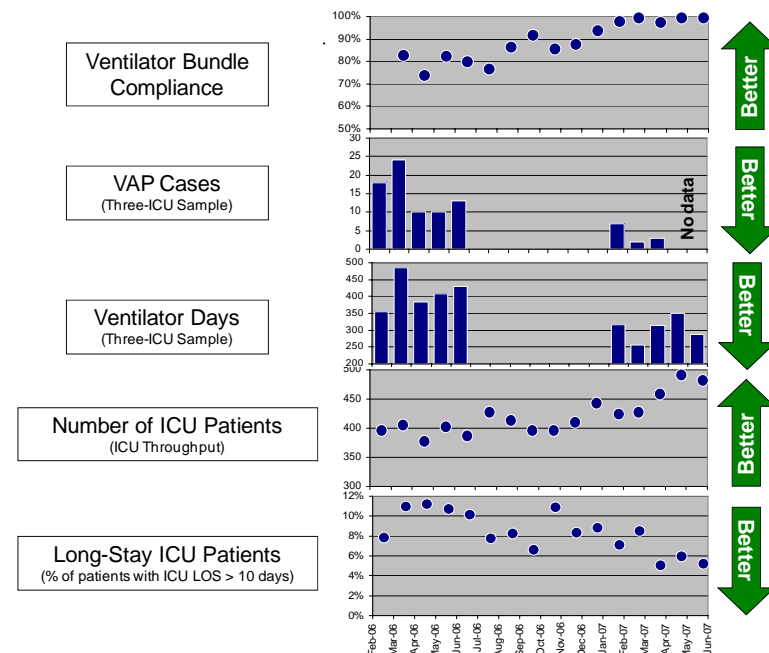 Ventilator Bundle
Compliance
100%
90%
80%
70%
60%
50%
Better
VAP Cases
(Three-ICU Sample)
30
25
20
15
10
5
0
No data
Better
Ventilator Days
(Three-ICU Sample)
500
450
400
350
300
250
200
Better
Number of ICU Patients
(ICU Throughput)
500
450
400
350
300
Better
Long-Stay ICU Patients
(% of patients with ICU LOS > 10 days)
12%
10%
8%
6%
4%
2%
0%
Better
Feb-06
Mar-06
Apr-06
May-06
Jun-06
Jul-06
Aug-06
Sep-06
Oct-06
Nov-06
Dec-06
Jan-07
Feb-07
Mar-07
Apr-07
May-07
Jun-07